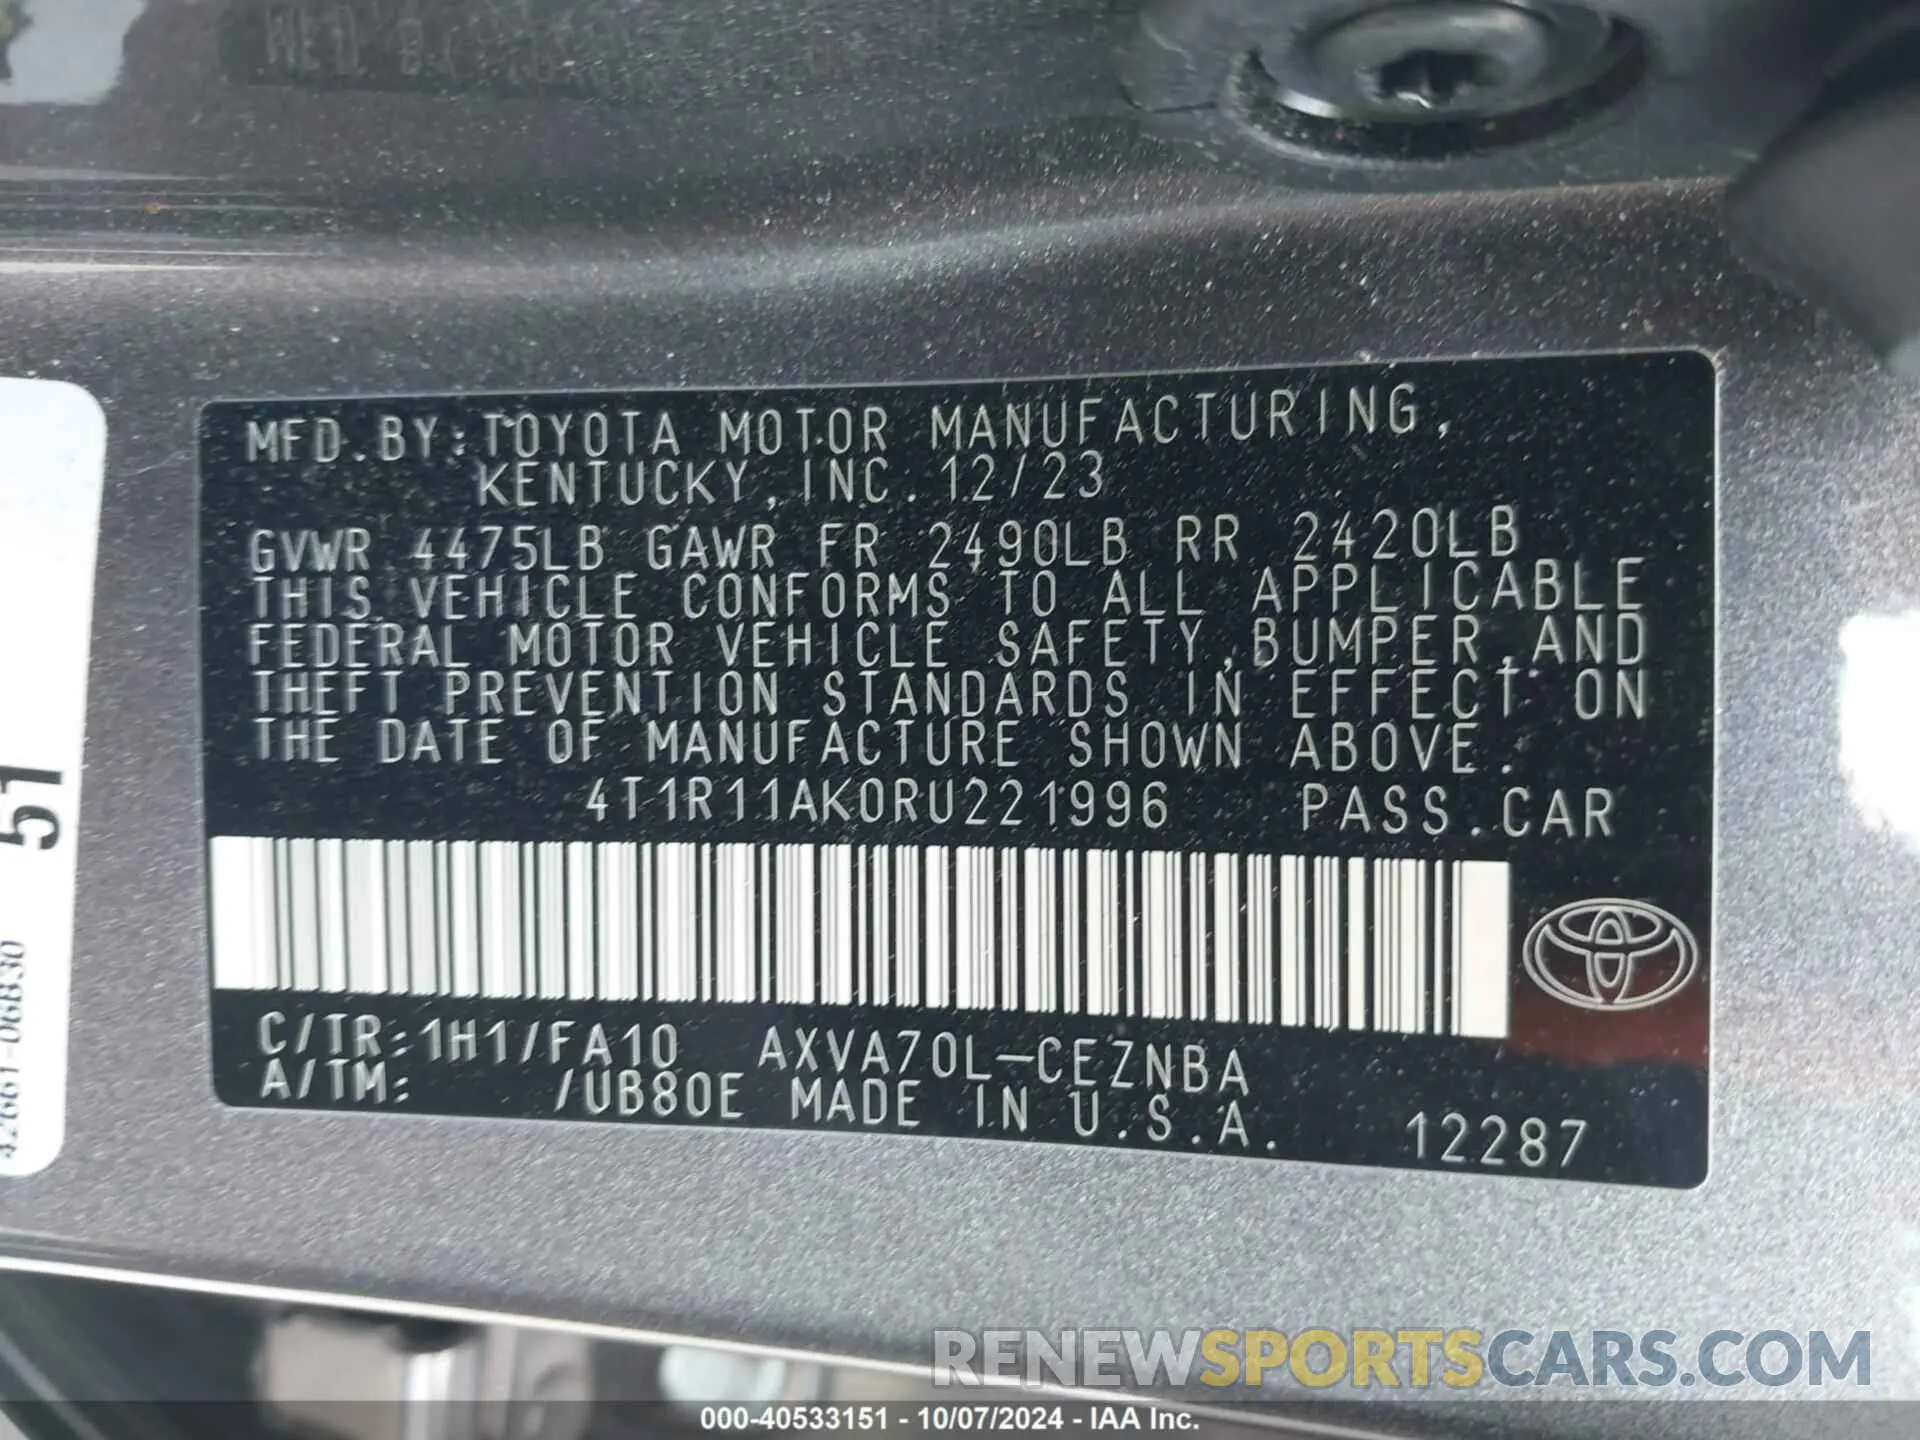 MFD.BY:TOYOTA MOTOR MANUFACTURING,
KENTUCKY,INC. 12/23
GVWR 4475LB GAWR FR 2490LB RR 2420LB
THIS VEHICLE CONFORMS TO ALL APPLICABLE
FEDERAL MOTOR VEHICLE SAFETY,BUMPER,AND
THEFT PREVENTION STANDARDS IN EFFECT ON
THE DATE OF MANUFACTURE SHOWN ABOVE.
4T1R11AK0RU221996 PASS.CAR
C/TR:1H1/FA10 AXVA70L-CEZNBA
A/TM: /UB80E MADE IN U.S.A. 12287
51
42661-06B30
RENEWSPORTSCARS.COM
000-40533151 - 10/07/2024 - IAA Inc.